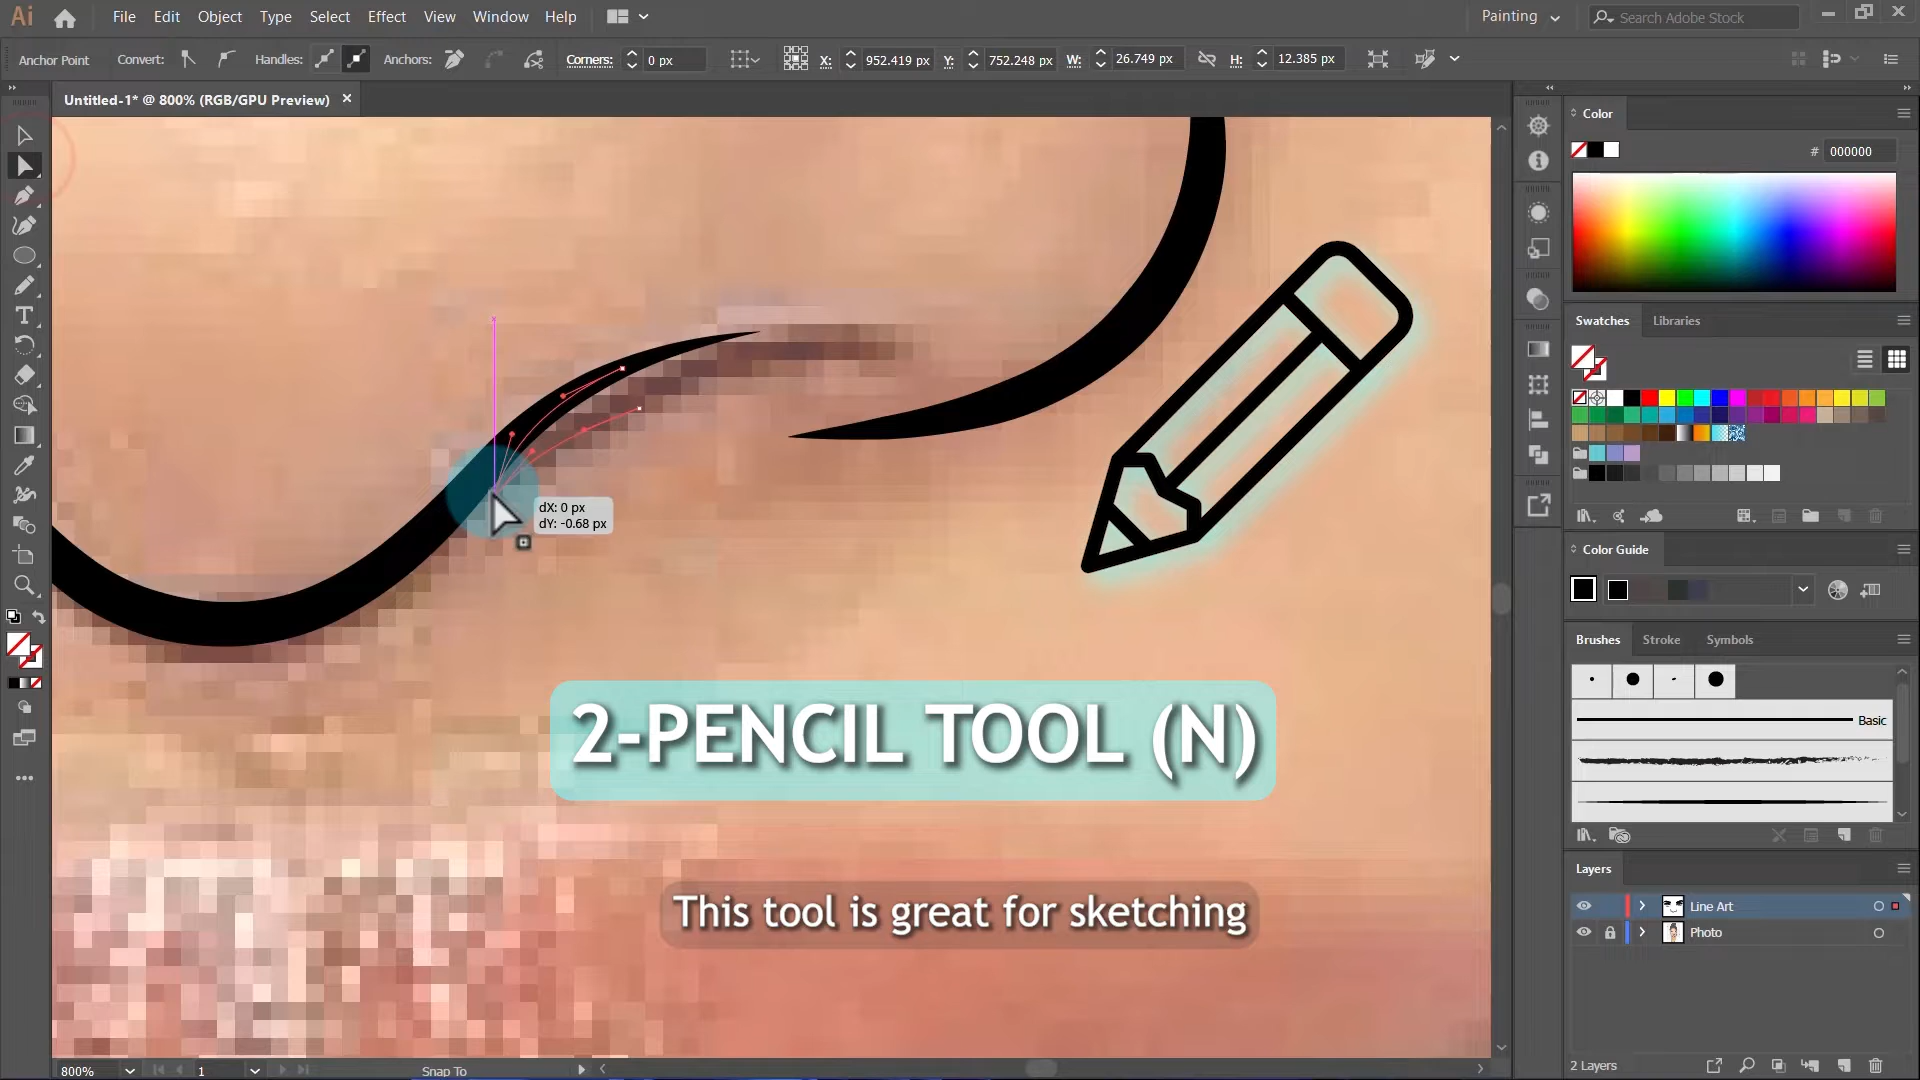 Ai File Edit Object Type Select Effect View Window Help Painting Search Adobe Stock
Anchor Point Convert: Handles: Anchors: Corners: 0 px X: 952.419 px Y: 752.248 px W: 26.749 px H: 12.385 px
Untitled-1* @ 800% (RGB/GPU Preview)
Color
# 000000
Swatches Libraries
dX: 0 px
dY: -0.68 px
Color Guide
Brushes Stroke Symbols
Basic
2-PENCIL TOOL (N)
Layers
Line Art
This tool is great for sketching
Photo
800% 1 Snap To 2 Layers